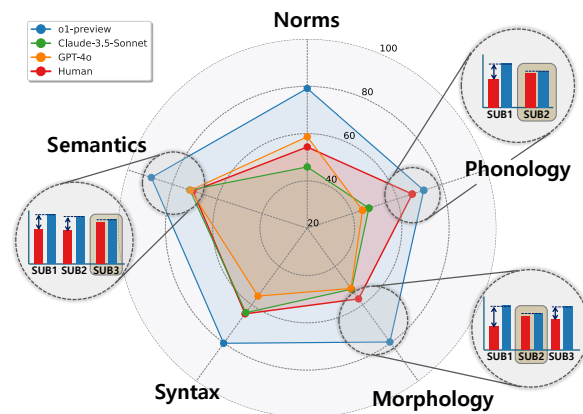 o1-preview
Claude-3.5-Sonnet
GPT-4o
Human
Norms
100
80
60
40
20
Semantics
Phonology
Syntax
Morphology
SUB1 SUB2
SUB1 SUB2 SUB3
SUB1 SUB2 SUB3